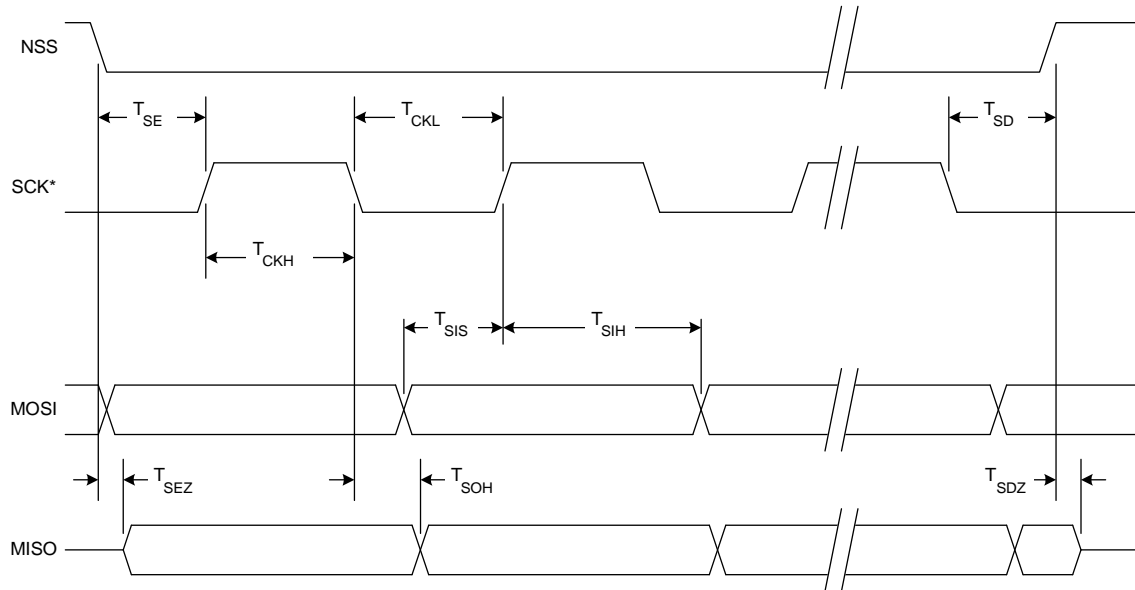 NSS
T_SE
T_CKL
T_SD
SCK*
T_CKH
T_SIS
T_SIH
MOSI
T_SEZ
T_SOH
T_SDZ
MISO